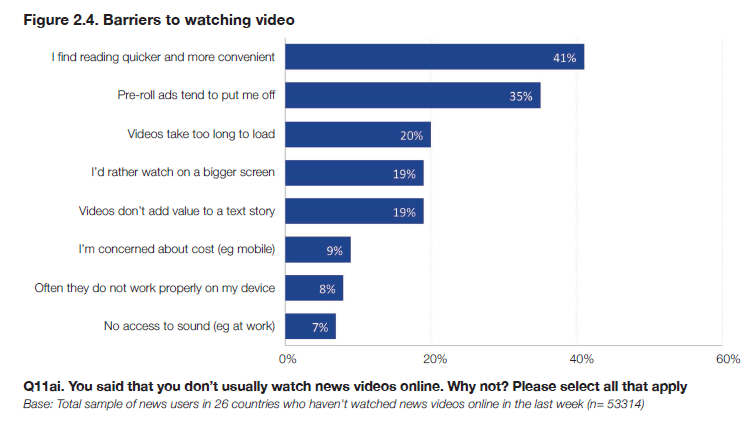 Figure 2.4. Barriers to watching video
I find reading quicker and more convenient
41%
Pre-roll ads tend to put me off
35%
Videos take too long to load
20%
I'd rather watch on a bigger screen
19%
Videos don't add value to a text story
19%
I'm concerned about cost (eg mobile)
9%
Often they do not work properly on my device
8%
No access to sound (eg at work)
7%
0%
20%
40%
60%
Q11ai. You said that you don't usually watch news videos online. Why not? Please select all that apply
Base: Total sample of news users in 26 countries who haven't watched news videos online in the last week (n= 53314)